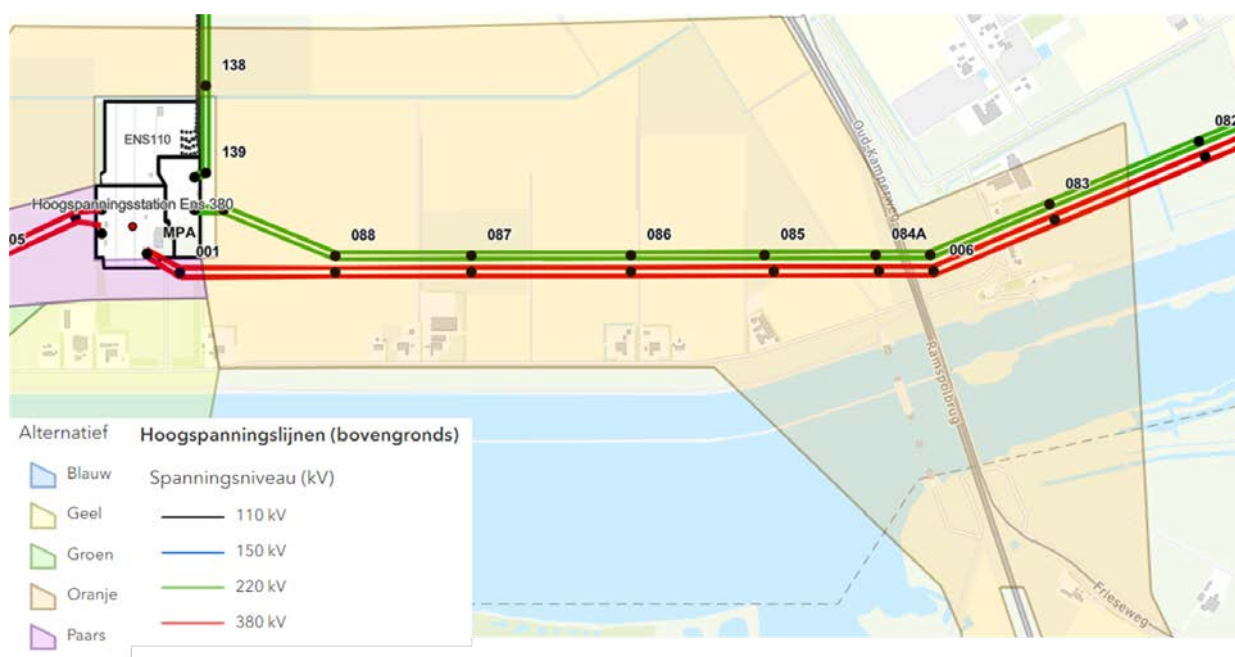 138
ENS110
139
Hoogspanningsstation Ens 380
05
MPA
001
088
087
086
085
084A
006
083
082
Oud-Kamperweg
Ramspolbrug
Frieseweg
Alternatief
Blauw
Geel
Groen
Oranje
Paars
Hoogspanningslijnen (bovengronds)
Spanningsniveau (kV)
110 kV
150 kV
220 kV
380 kV